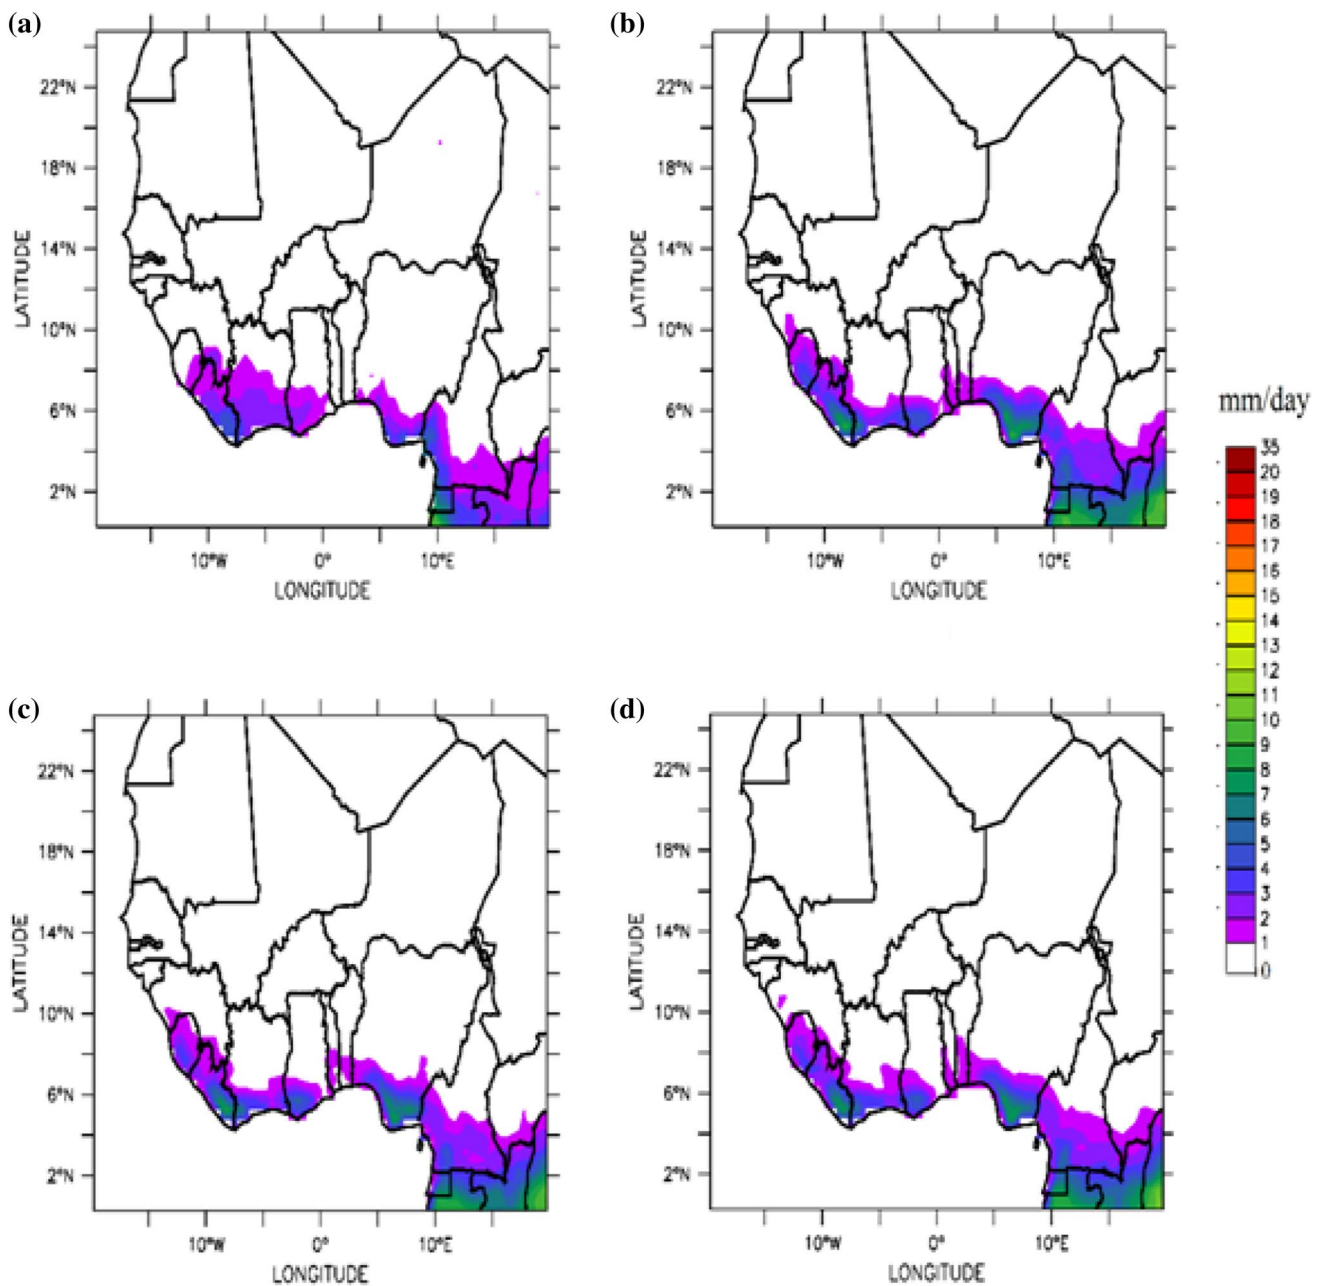 (a)
22°N
18°N
14°N
10°N
6°N
2°N
LATITUDE
10°W 0° 10°E
LONGITUDE
(b)
22°N
18°N
14°N
10°N
6°N
2°N
LATITUDE
10°W 0° 10°E
LONGITUDE
mm/day
35
20
19
18
17
16
15
14
13
12
11
10
9
8
7
6
5
4
3
2
1
0
(c)
22°N
18°N
14°N
10°N
6°N
2°N
LATITUDE
10°W 0° 10°E
LONGITUDE
(d)
22°N
18°N
14°N
10°N
6°N
2°N
LATITUDE
10°W 0° 10°E
LONGITUDE